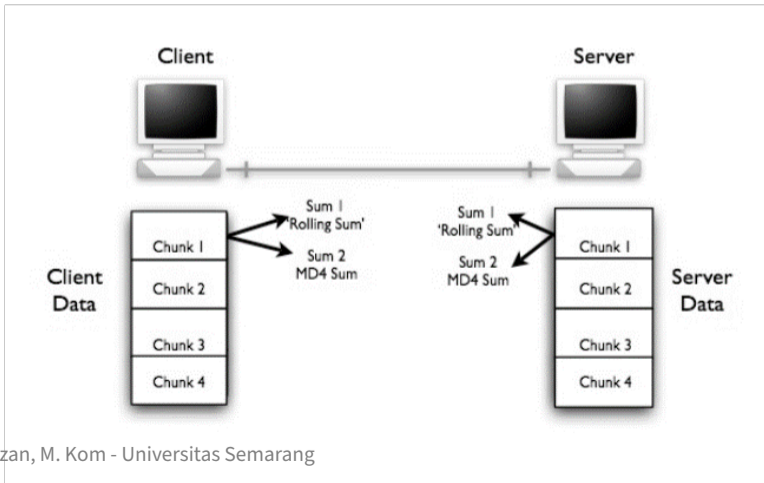 Client
Server
Sum 1
'Rolling Sum'
Sum 2
MD4 Sum
Sum 1
'Rolling Sum'
Sum 2
MD4 Sum
Client
Data
Chunk 1
Chunk 2
Chunk 3
Chunk 4
Chunk 1
Chunk 2
Chunk 3
Chunk 4
Server
Data
M. Kom - Universitas Semarang